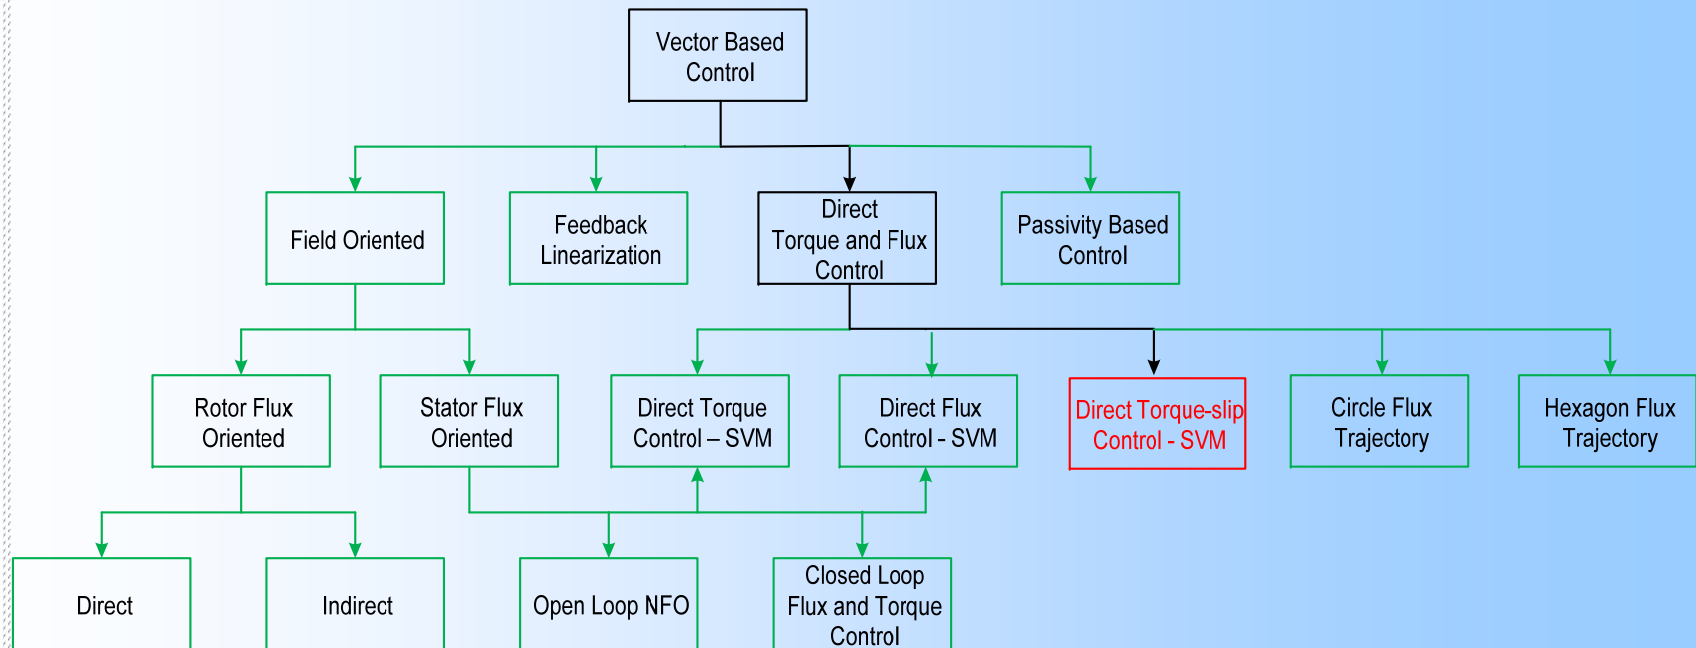 Vector Based
Control
Field Oriented
Feedback
Linearization
Direct
Torque and Flux
Control
Passivity Based
Control
Rotor Flux
Oriented
Stator Flux
Oriented
Direct Torque
Control – SVM
Direct Flux
Control - SVM
Direct Torque-slip
Control - SVM
Circle Flux
Trajectory
Hexagon Flux
Trajectory
Direct
Indirect
Open Loop NFO
Closed Loop
Flux and Torque
Control